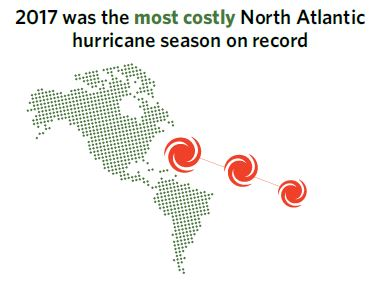 2017 was the most costly North Atlantic
hurricane season on record